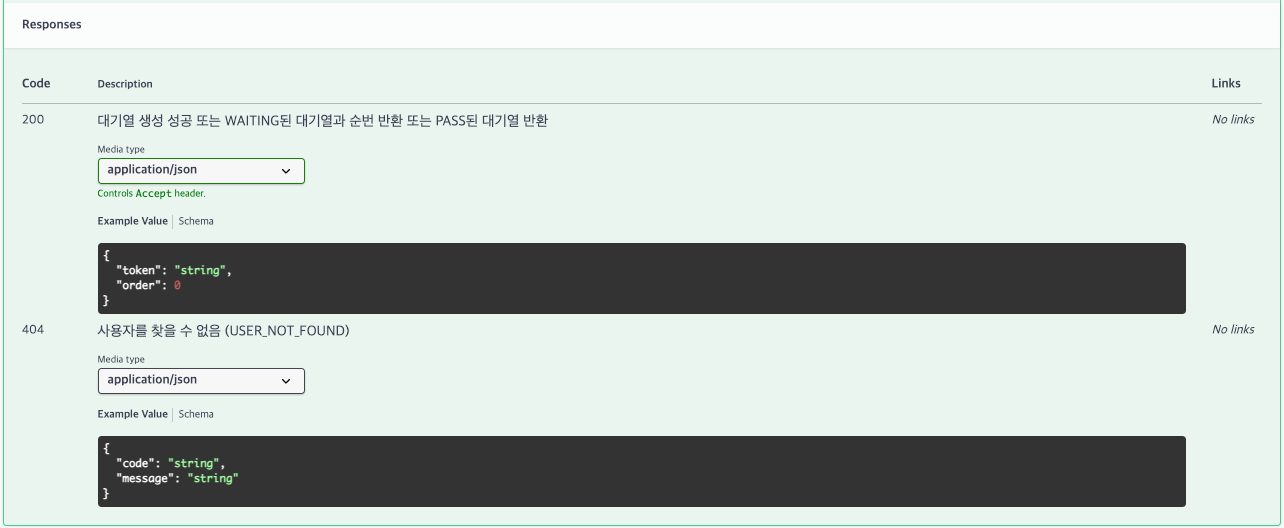 Responses
Code Description Links
200 대기열 생성 성공 또는 WAITING된 대기열과 순번 반환 또는 PASS된 대기열 반환 No links
Media type
application/json
Controls Accept header.
Example Value Schema
{
"token": "string",
"order": 0
}
404 사용자를 찾을 수 없음 (USER_NOT_FOUND) No links
Media type
application/json
Example Value Schema
{
"code": "string",
"message": "string"
}